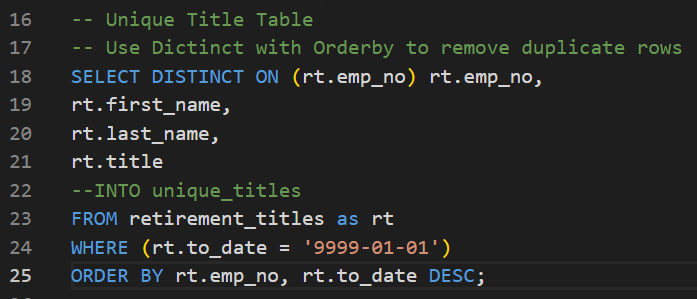 16 -- Unique Title Table
17 -- Use Dictinct with Orderby to remove duplicate rows
18 SELECT DISTINCT ON (rt.emp_no) rt.emp_no,
19 rt.first_name,
20 rt.last_name,
21 rt.title
22 --INTO unique_titles
23 FROM retirement_titles as rt
24 WHERE (rt.to_date = '9999-01-01')
25 ORDER BY rt.emp_no, rt.to_date DESC;